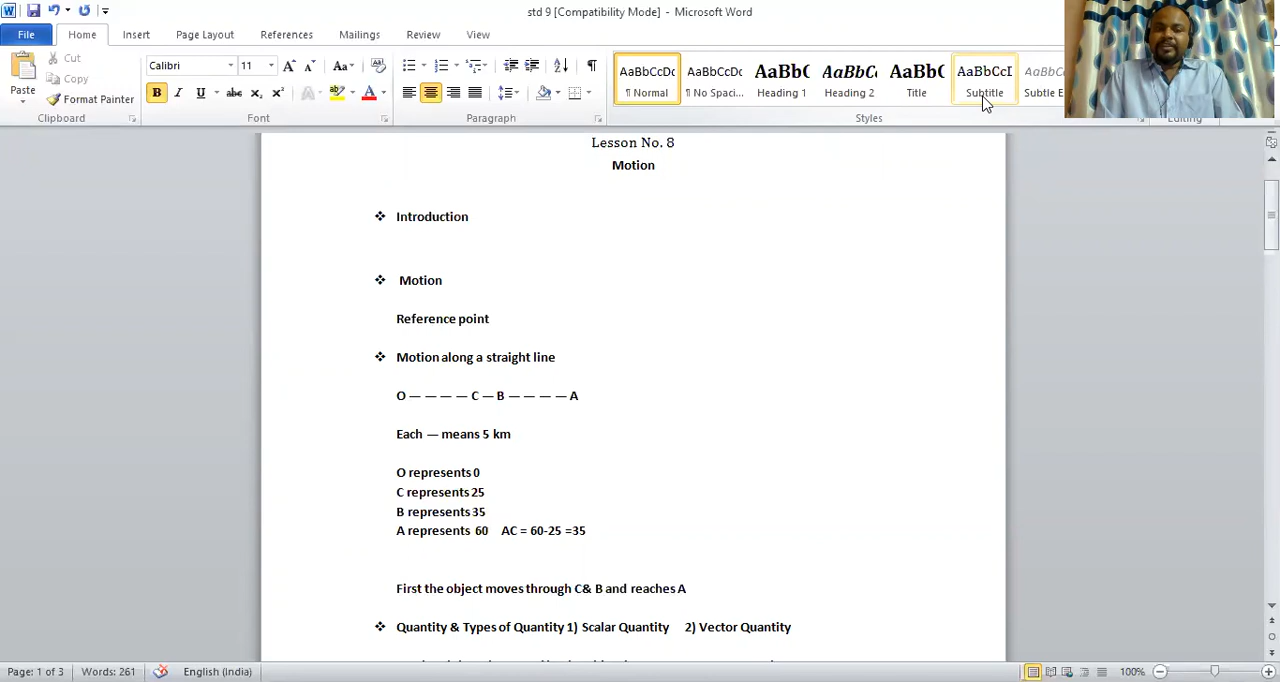 std 9 [Compatibility Mode] - Microsoft Word
File Home Insert Page Layout References Mailings Review View
Paste
Cut
Copy
Format Painter
Calibri 11
AaBbCcDc AaBbCcDc AaBbC AaBbCc AaBbC AaBbCcI AaBbCc
¶ Normal ¶ No Spaci... Heading 1 Heading 2 Title Subtitle Subtle E
Clipboard Font Paragraph Styles Editing
Lesson No. 8
Motion
❖ Introduction
❖ Motion
Reference point
❖ Motion along a straight line
O — — — — C — B — — — — A
Each — means 5 km
O represents 0
C represents 25
B represents 35
A represents 60 AC = 60-25 =35
First the object moves through C& B and reaches A
❖ Quantity & Types of Quantity 1) Scalar Quantity 2) Vector Quantity
Page: 1 of 3 Words: 261 English (India) 100%